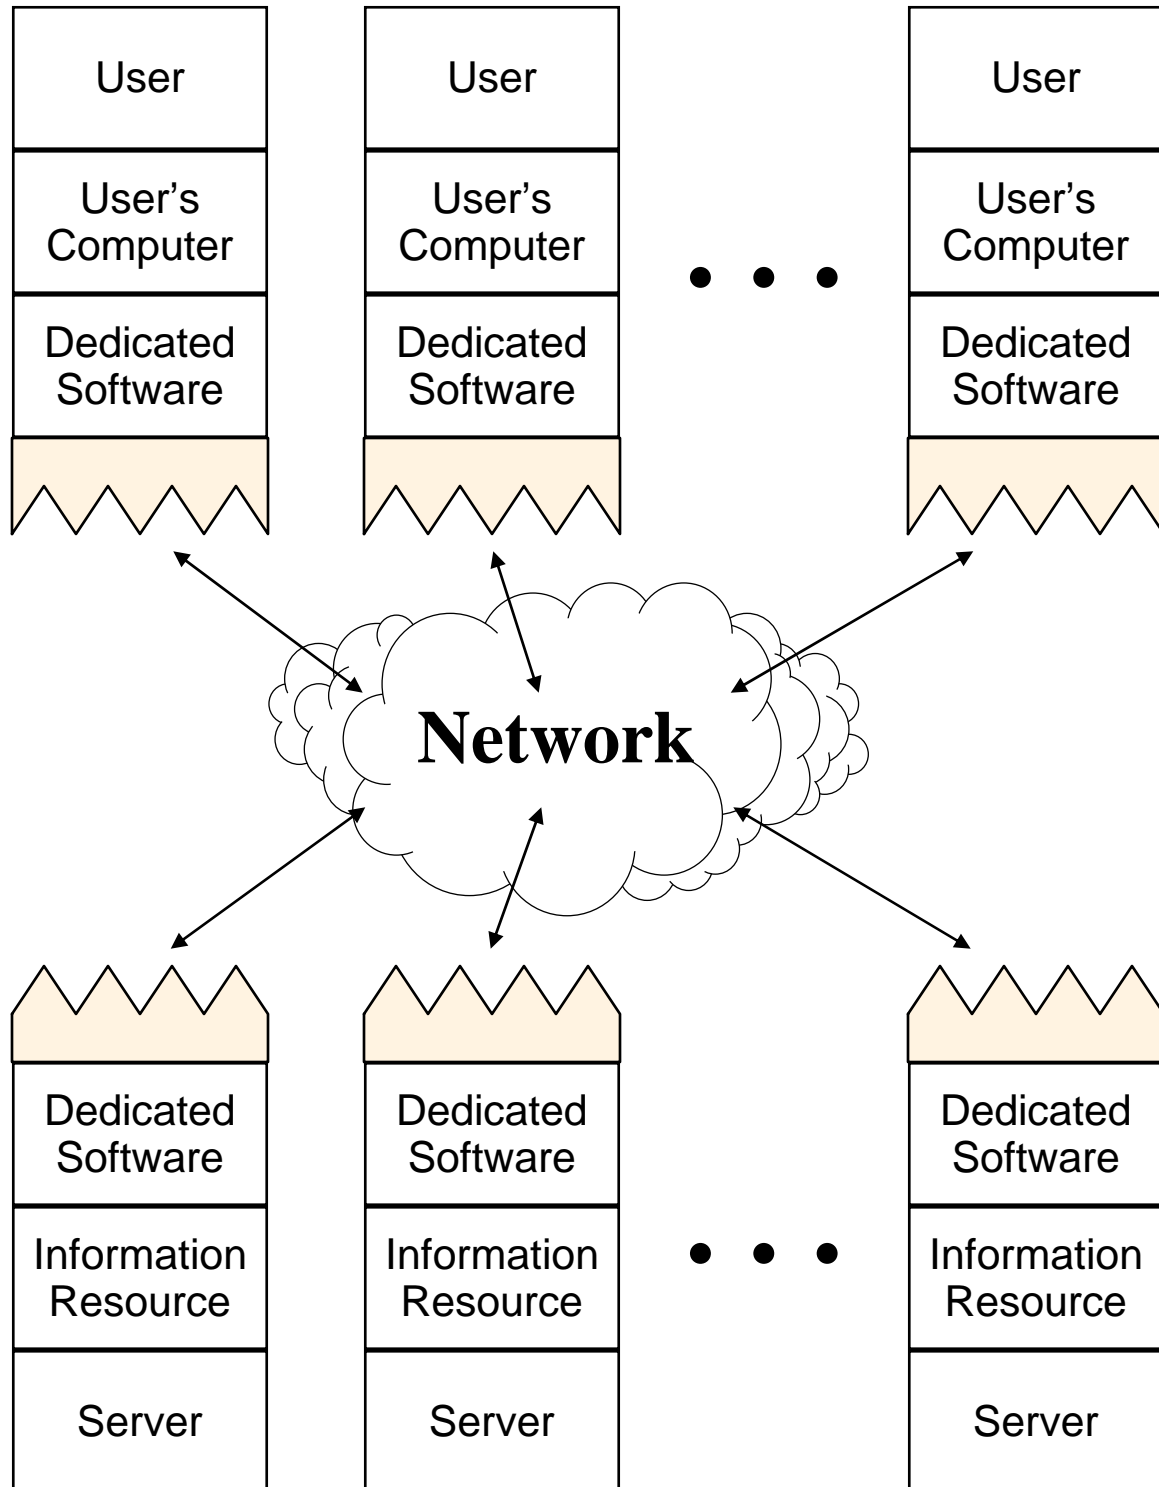 User
User
User
User’s
Computer
User’s
Computer
User’s
Computer
Dedicated
Software
Dedicated
Software
Dedicated
Software
Network
Dedicated
Software
Dedicated
Software
Dedicated
Software
Information
Resource
Information
Resource
Information
Resource
Server
Server
Server